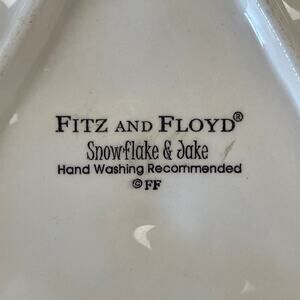 FITZ AND FLOYD®
Snowflake & Jake
Hand Washing Recommended
©FF